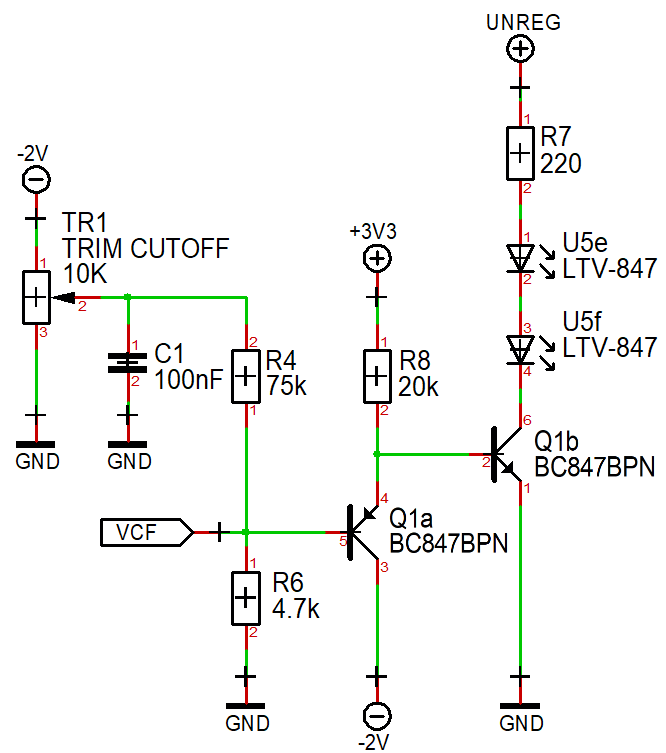 UNREG
1
R7
220
2
-2V
TR1
TRIM CUTOFF
10K
1
2
3
+3V3
1
U5e
LTV-847
2
3
U5f
LTV-847
4
1
C1
100nF
2
2
R4
75k
1
1
R8
20k
2
GND
GND
6
Q1b
BC847BPN
2
1
VCF
4
Q1a
BC847BPN
5
3
1
R6
4.7k
2
GND
-2V
GND